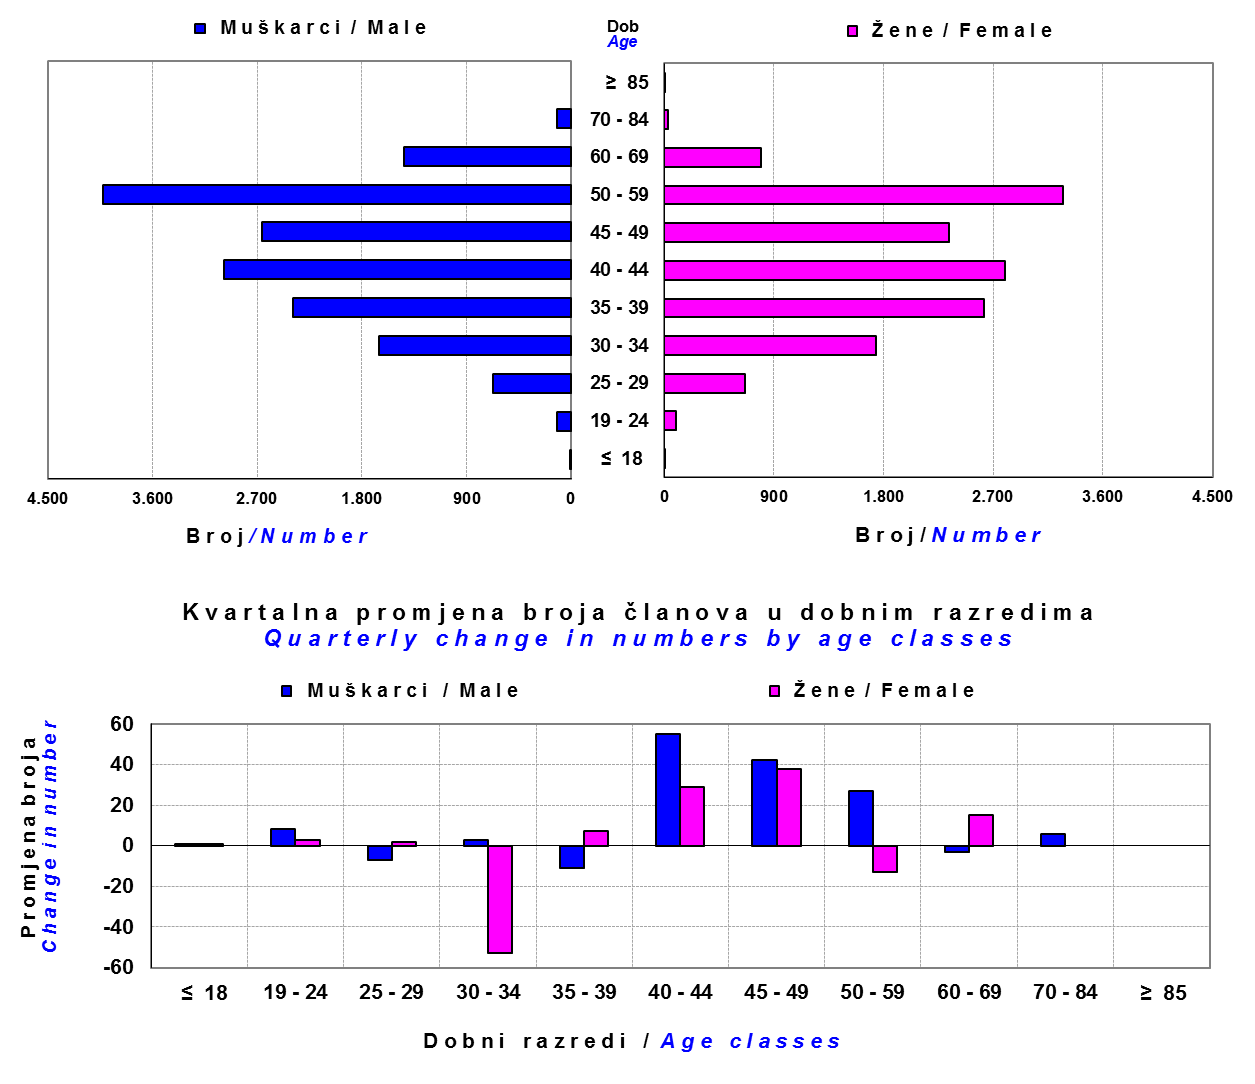 Muškarci / Male
Dob
Age
Žene / Female
≥ 85
70 - 84
60 - 69
50 - 59
45 - 49
40 - 44
35 - 39
30 - 34
25 - 29
19 - 24
≤ 18
4.500 3.600 2.700 1.800 900 0
0 900 1.800 2.700 3.600 4.500
Broj/Number
Broj/Number
Kvartalna promjena broja članova u dobnim razredima
Quarterly change in numbers by age classes
Muškarci / Male
Žene / Female
Promjena broja
Change in number
60
40
20
0
-20
-40
-60
≤ 18 19 - 24 25 - 29 30 - 34 35 - 39 40 - 44 45 - 49 50 - 59 60 - 69 70 - 84 ≥ 85
Dobni razredi / Age classes